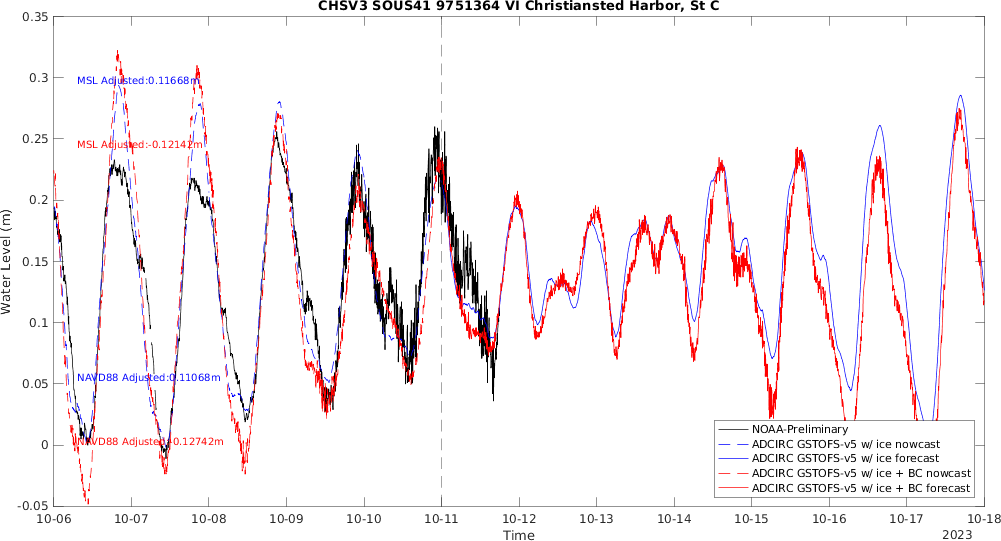 CHSV3 SOUS41 9751364 VI Christiansted Harbor, St C
0.35
0.3
0.25
0.2
0.15
0.1
0.05
0
-0.05
Water Level (m)
MSL Adjusted:0.11668m
MSL Adjusted:-0.12142m
NAVD88 Adjusted:0.11068m
NAVD88 Adjusted:-0.12742m
NOAA-Preliminary
ADCIRC GSTOFS-v5 w/ ice nowcast
ADCIRC GSTOFS-v5 w/ ice forecast
ADCIRC GSTOFS-v5 w/ ice + BC nowcast
ADCIRC GSTOFS-v5 w/ ice + BC forecast
10-06 10-07 10-08 10-09 10-10 10-11 10-12 10-13 10-14 10-15 10-16 10-17 10-18
Time
2023